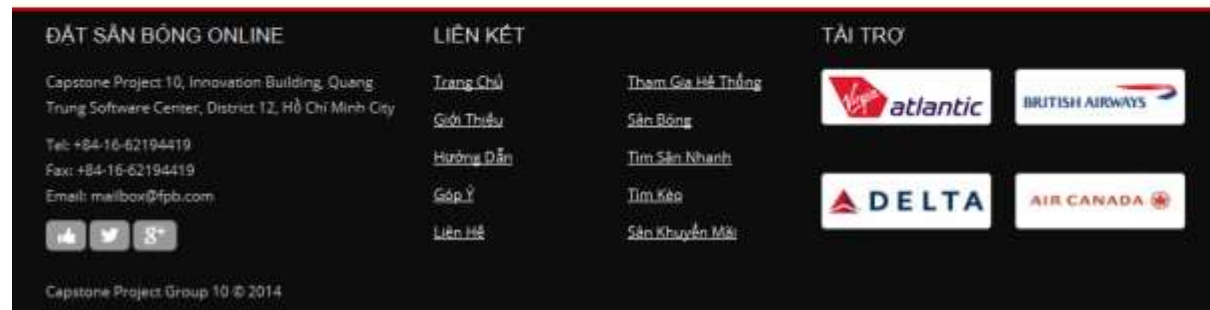 ĐẶT SÂN BÓNG ONLINE
Capstone Project 10, Innovation Building, Quang
Trung Software Center, District 12, Hồ Chí Minh City
Tel: +84-16-62194419
Fax: +84-16-62194419
Email: mailbox@fpb.com
8+
Capstone Project Group 10 © 2014
LIÊN KẾT
Trang Chủ
Giới Thiệu
Hướng Dẫn
Góp Ý
Liên Hệ
Tham Gia Hệ Thống
Sân Bóng
Tìm Sân Nhanh
Tìm Kèo
Sân Khuyến Mãi
TÀI TRỢ
Virgin atlantic
BRITISH AIRWAYS
DELTA
AIR CANADA